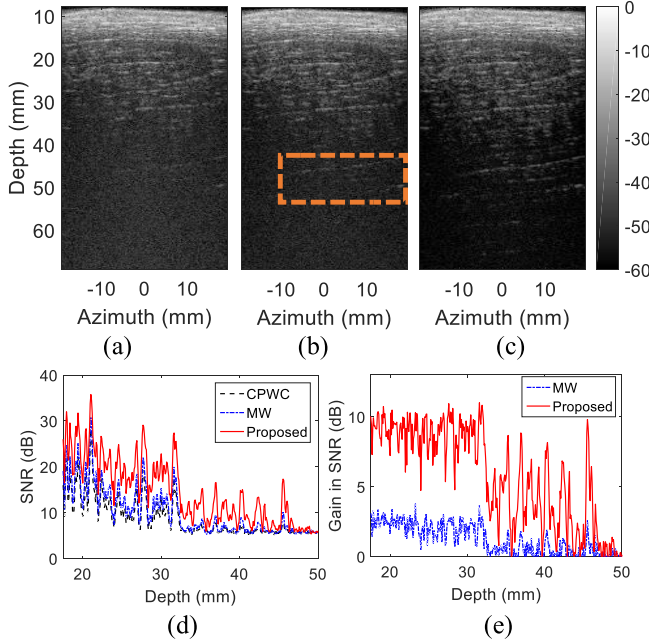 10
20
30
40
50
60
Depth (mm)
-10 0 10
Azimuth (mm)
(a)
-10 0 10
Azimuth (mm)
(b)
-10 0 10
Azimuth (mm)
(c)
0
-10
-20
-30
-40
-50
-60
40
30
20
10
0
SNR (dB)
CPWC
MW
Proposed
20 30 40 50
Depth (mm)
(d)
10
5
0
Gain in SNR (dB)
MW
Proposed
20 30 40 50
Depth (mm)
(e)